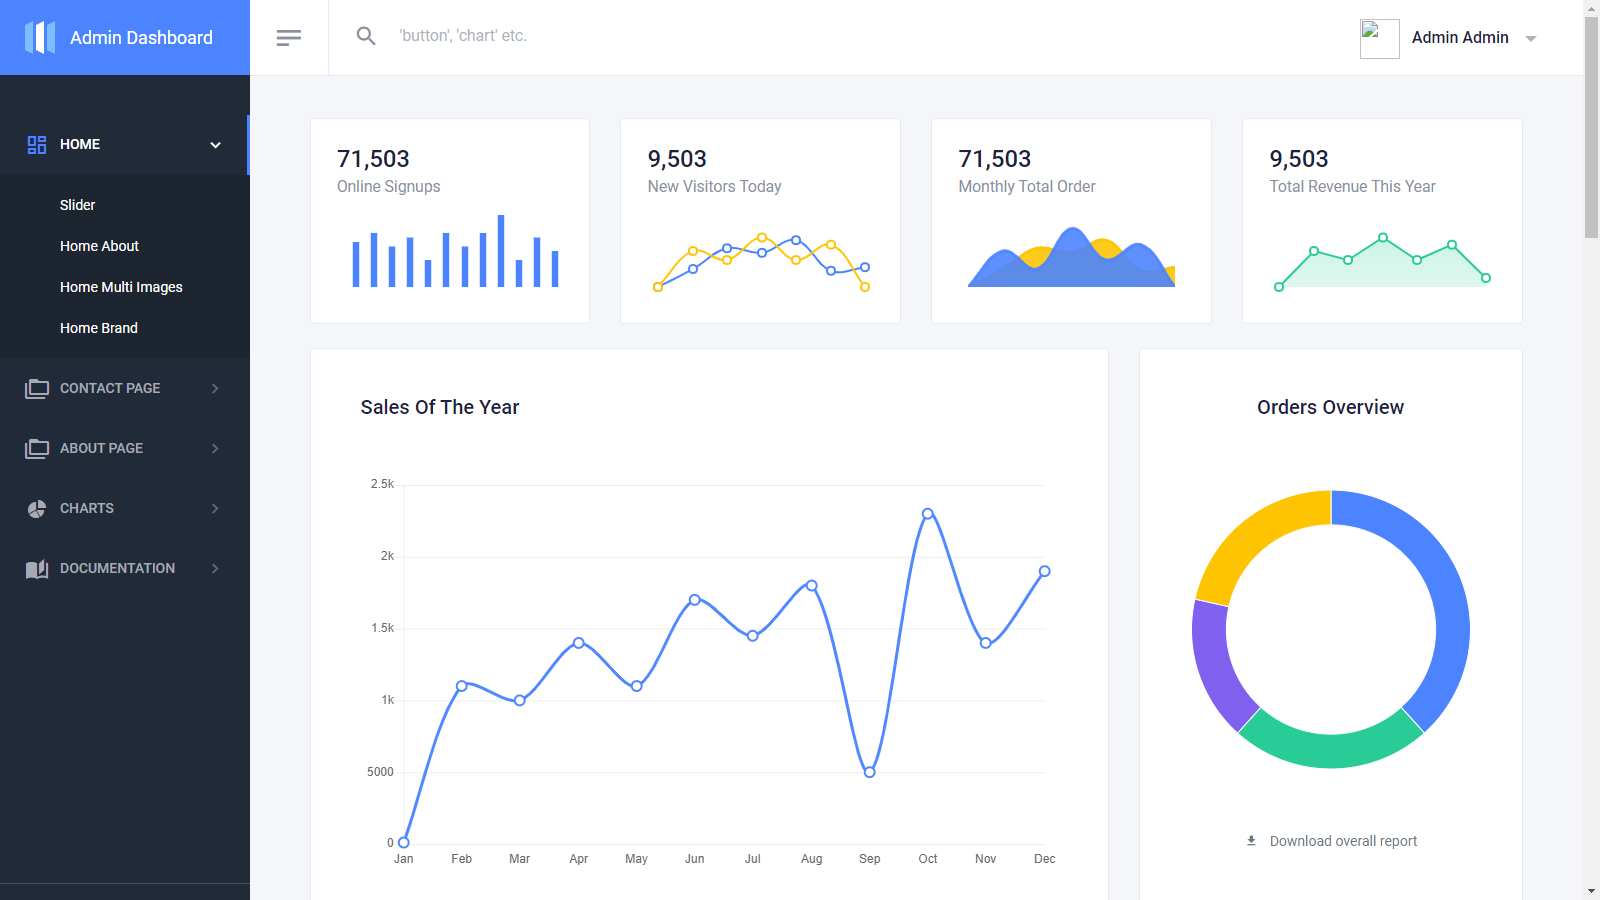 Admin Dashboard
'button', 'chart' etc.
Admin Admin
HOME
Slider
Home About
Home Multi Images
Home Brand
CONTACT PAGE
ABOUT PAGE
CHARTS
DOCUMENTATION
71,503
Online Signups
9,503
New Visitors Today
71,503
Monthly Total Order
9,503
Total Revenue This Year
Sales Of The Year
2.5k
2k
1.5k
1k
5000
0
Jan Feb Mar Apr May Jun Jul Aug Sep Oct Nov Dec
Orders Overview
Download overall report